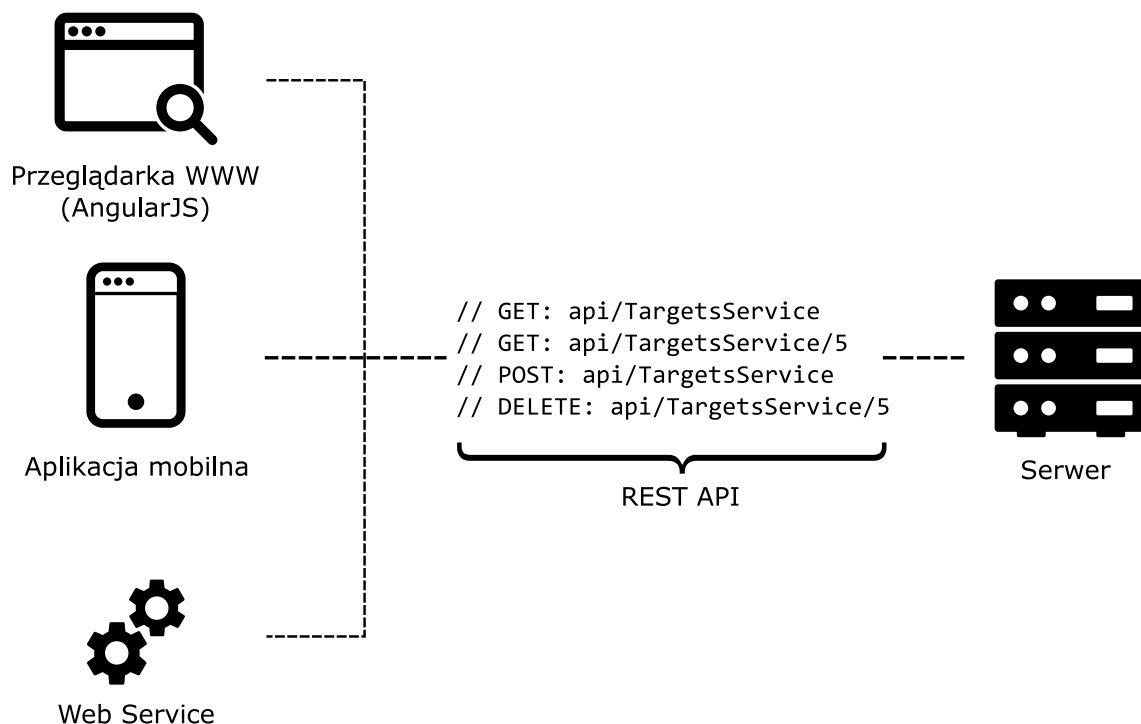 Przeglądarka WWW
(AngularJS)
Aplikacja mobilna
Web Service
// GET: api/TargetsService
// GET: api/TargetsService/5
// POST: api/TargetsService
// DELETE: api/TargetsService/5
REST API
Serwer